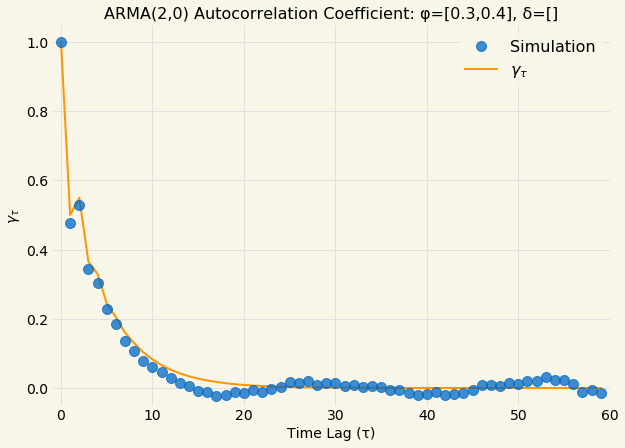 ARMA(2,0) Autocorrelation Coefficient: φ=[0.3,0.4], δ=[]
Simulation
γτ
1.0
0.8
0.6
0.4
0.2
0.0
γτ
0 10 20 30 40 50 60
Time Lag (τ)